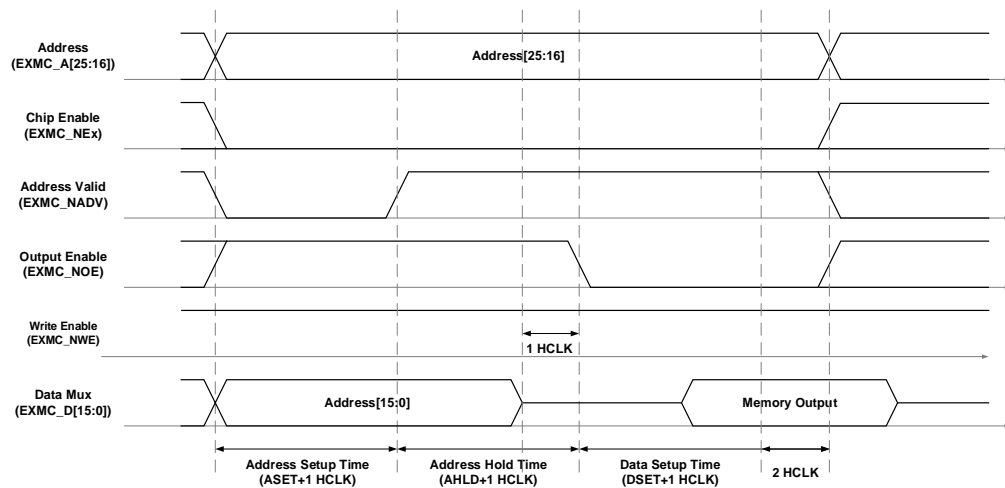 Address
(EXMC_A[25:16])
Address[25:16]
Chip Enable
(EXMC_NEx)
Address Valid
(EXMC_NADV)
Output Enable
(EXMC_NOE)
Write Enable
(EXMC_NWE)
1 HCLK
Data Mux
(EXMC_D[15:0])
Address[15:0]
Memory Output
Address Setup Time
(ASET+1 HCLK)
Address Hold Time
(AHLD+1 HCLK)
Data Setup Time
(DSET+1 HCLK)
2 HCLK